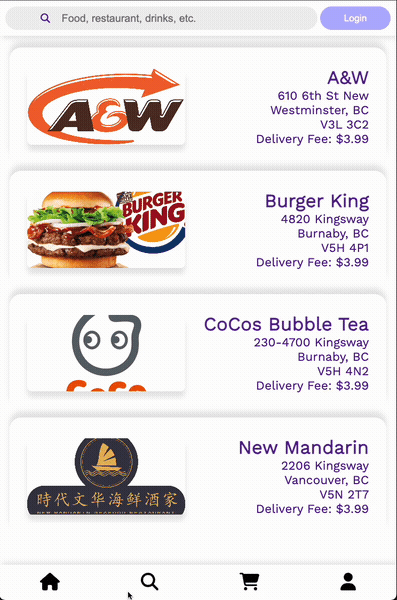 Food, restaurant, drinks, etc.
Login
A&W
A&W
610 6th St New
Westminster, BC
V3L 3C2
Delivery Fee: $3.99
BURGER
KING
Burger King
4820 Kingsway
Burnaby, BC
V5H 4P1
Delivery Fee: $3.99
CoCo
CoCos Bubble Tea
230-4700 Kingsway
Burnaby, BC
V5H 4N2
Delivery Fee: $3.99
時代文华海鲜酒家
New Mandarin
2206 Kingsway
Vancouver, BC
V5N 2T7
Delivery Fee: $3.99